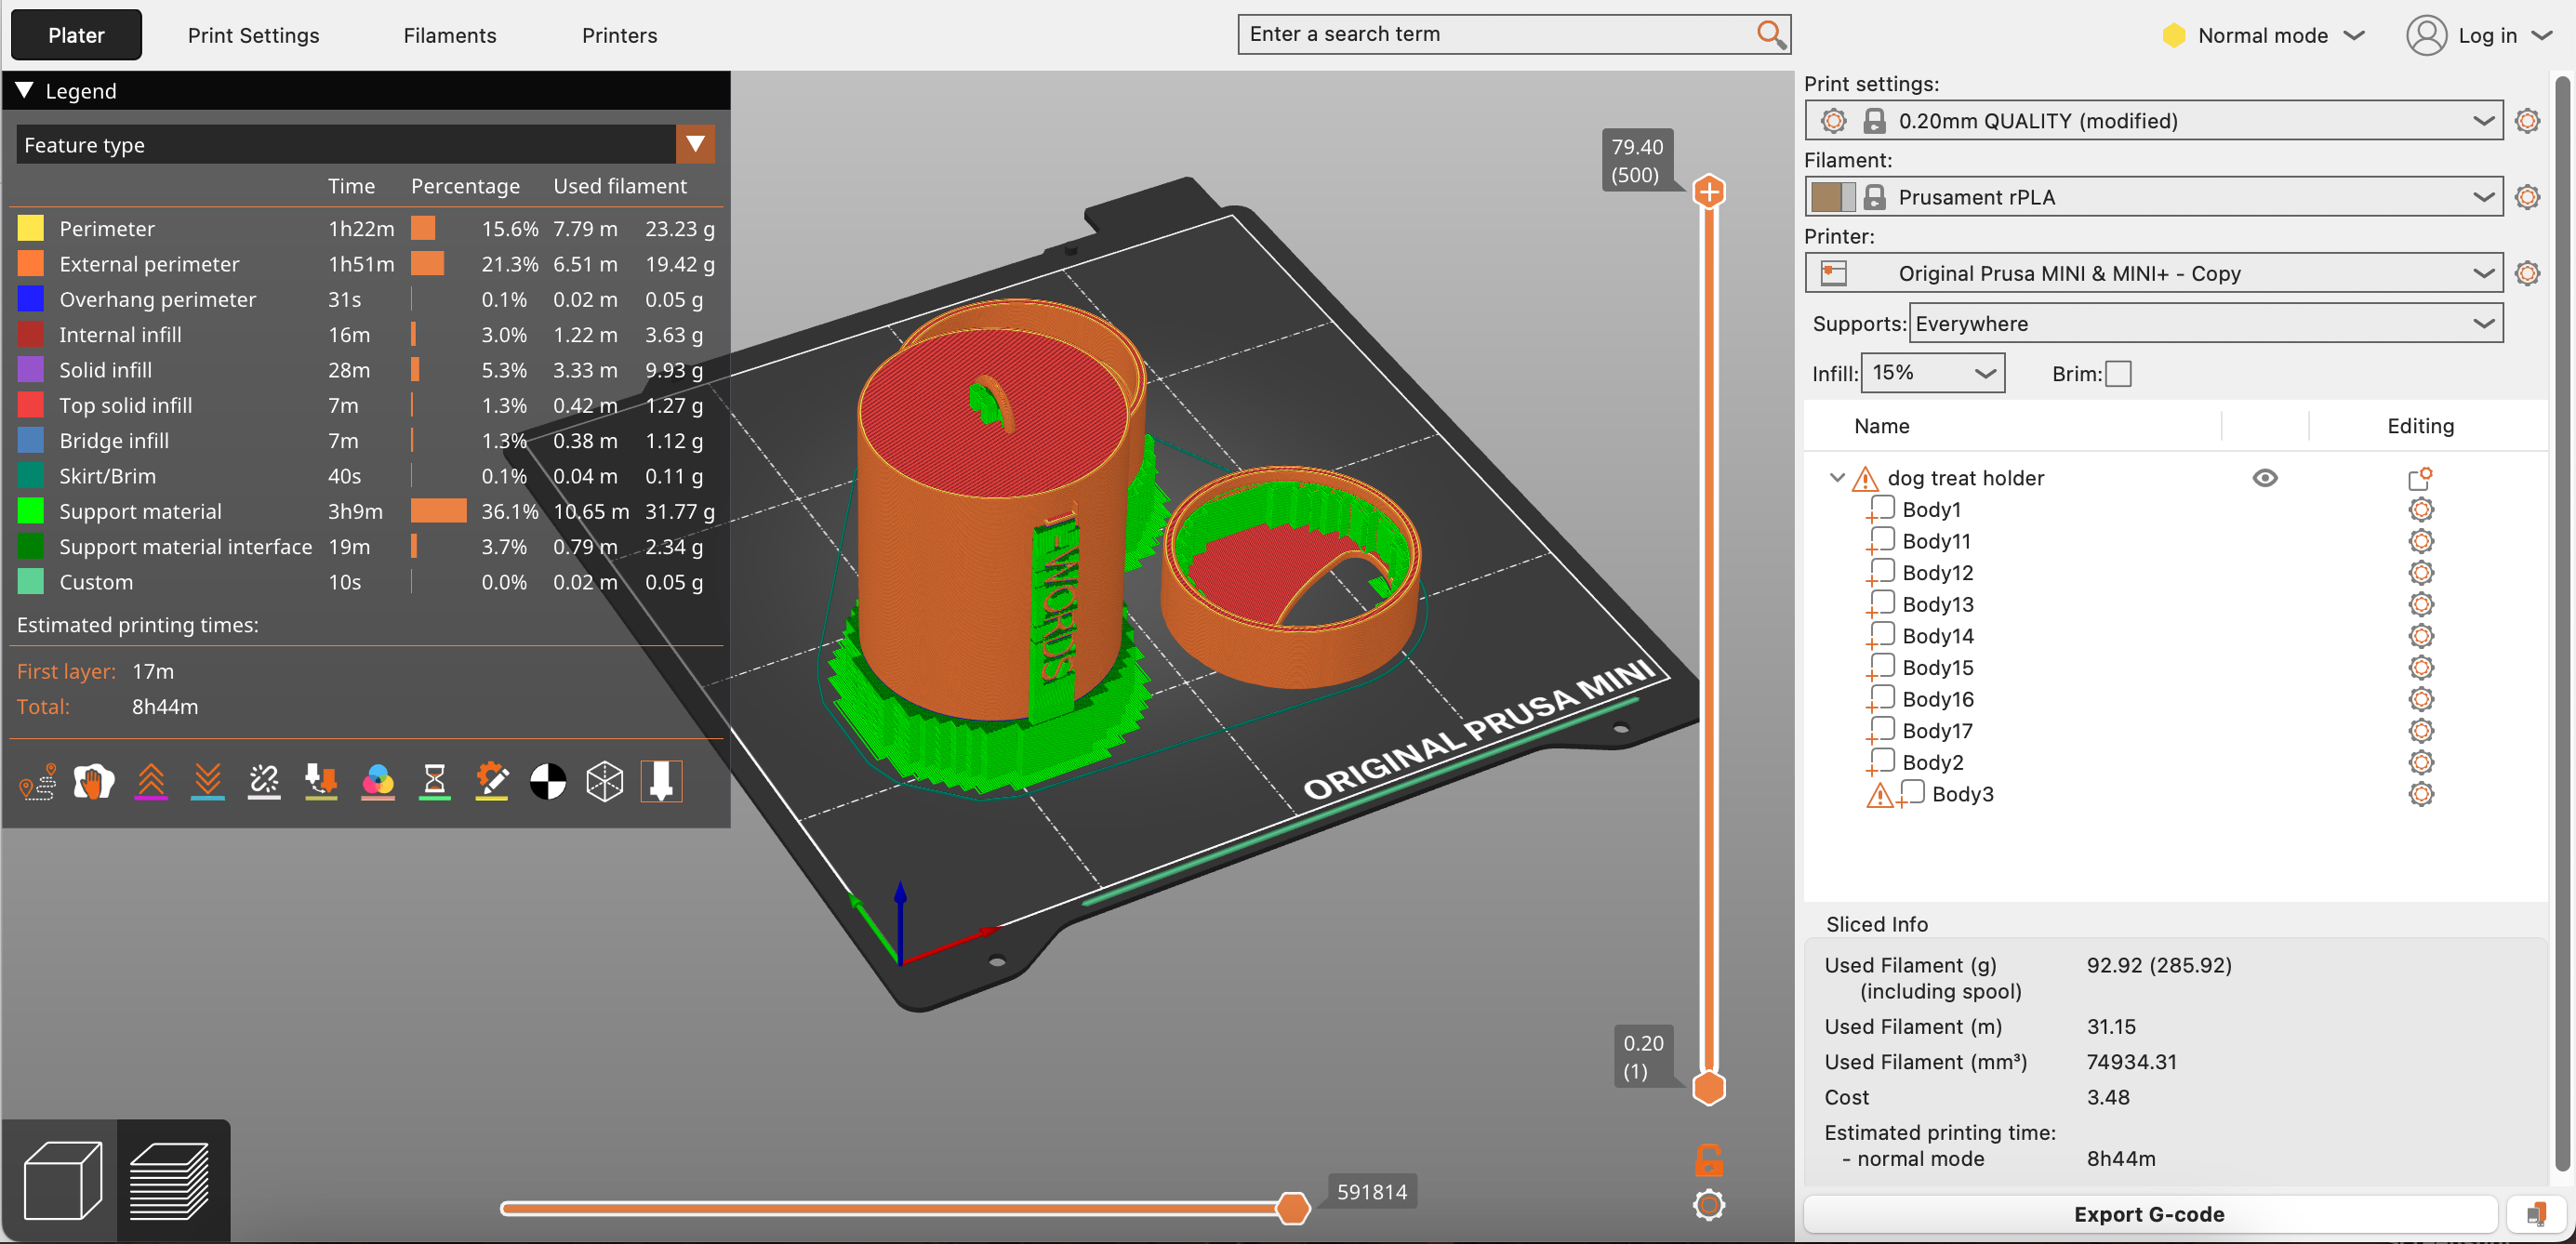 Plater
Print Settings
Filaments
Printers
Enter a search term
Normal mode
Log in
Legend
Feature type
Time Percentage Used filament
Perimeter 1h22m 15.6% 7.79 m 23.23 g
External perimeter 1h51m 21.3% 6.51 m 19.42 g
Overhang perimeter 31s 0.1% 0.02 m 0.05 g
Internal infill 16m 3.0% 1.22 m 3.63 g
Solid infill 28m 5.3% 3.33 m 9.93 g
Top solid infill 7m 1.3% 0.42 m 1.27 g
Bridge infill 7m 1.3% 0.38 m 1.12 g
Skirt/Brim 40s 0.1% 0.04 m 0.11 g
Support material 3h9m 36.1% 10.65 m 31.77 g
Support material interface 19m 3.7% 0.79 m 2.34 g
Custom 10s 0.0% 0.02 m 0.05 g
Estimated printing times:
First layer: 17m
Total: 8h44m
79.40
(500)
ORIGINAL PRUSA MINI
0.20
(1)
591814
Print settings:
0.20mm QUALITY (modified)
Filament:
Prusament rPLA
Printer:
Original Prusa MINI & MINI+ - Copy
Supports: Everywhere
Infill: 15% Brim:
Name Editing
dog treat holder
Body1
Body11
Body12
Body13
Body14
Body15
Body16
Body17
Body2
Body3
Sliced Info
Used Filament (g) 92.92 (285.92)
(including spool)
Used Filament (m) 31.15
Used Filament (mm³) 74934.31
Cost 3.48
Estimated printing time:
- normal mode 8h44m
Export G-code